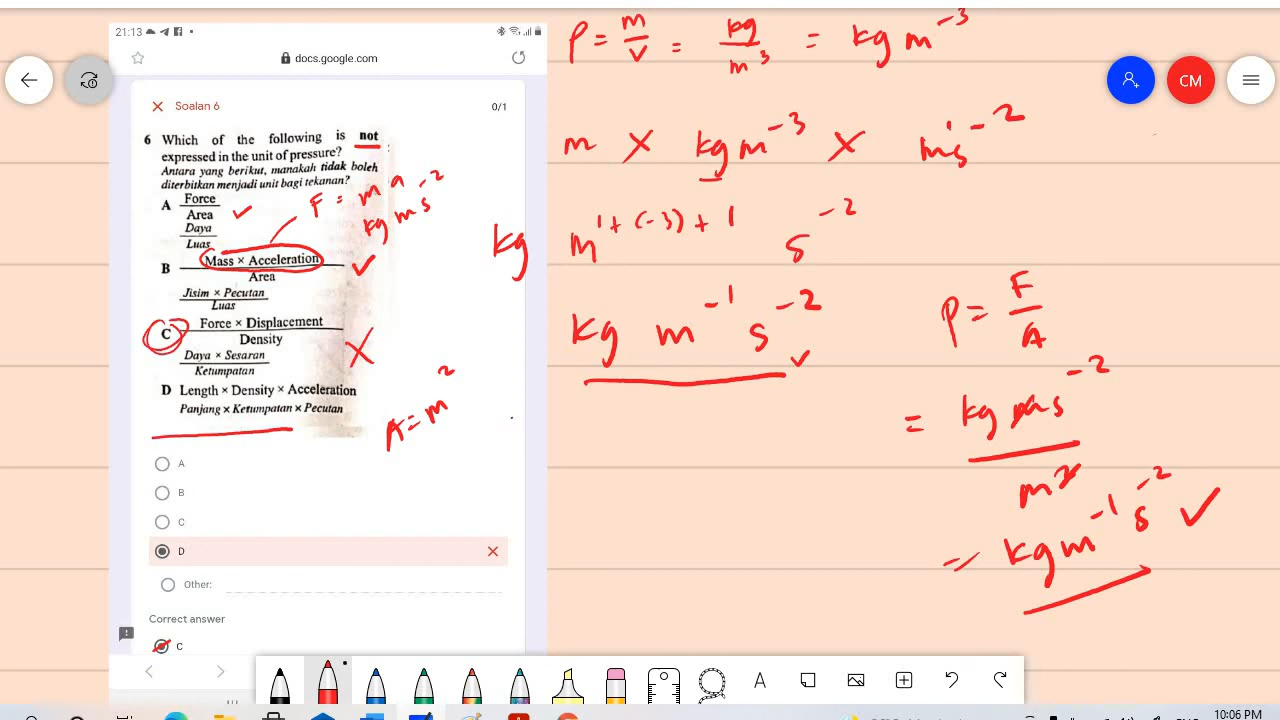 21:13
docs.google.com
Soalan 6
0/1
6 Which of the following is not
expressed in the unit of pressure?
Antara yang berikut, manakah tidak boleh
diterbitkan menjadi unit bagi tekanan?
A Force
Area
Daya
Luas
B Mass × Acceleration
Area
Jisim × Pecutan
Luas
C Force × Displacement
Density
Daya × Sesaran
Ketumpatan
D Length × Density × Acceleration
Panjang × Ketumpatan × Pecutan
F = ma
kg m s⁻²
A = m²
A
B
C
D
Other:
Correct answer
C
ρ = m/v = kg/m³ = kg m⁻³
m × kg m⁻³ × m¹s⁻²
kg m¹⁺⁽⁻³⁾⁺¹ s⁻²
kg m⁻¹ s⁻²
P = F/A
= kg m s⁻²
m²
= kg m⁻¹ s⁻²
CM
A
10:06 PM